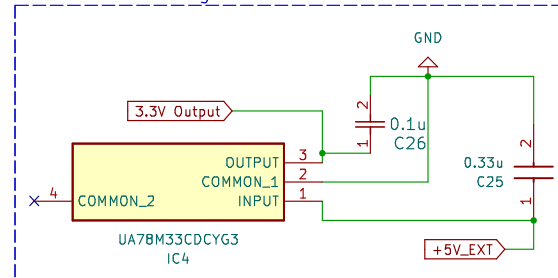 GND
3.3V Output
2
0.1u
1
C26
2
0.33u
C25
1
OUTPUT
3
COMMON_1
2
4
COMMON_2
INPUT
1
UA78M33CDCYG3
IC4
+5V_EXT